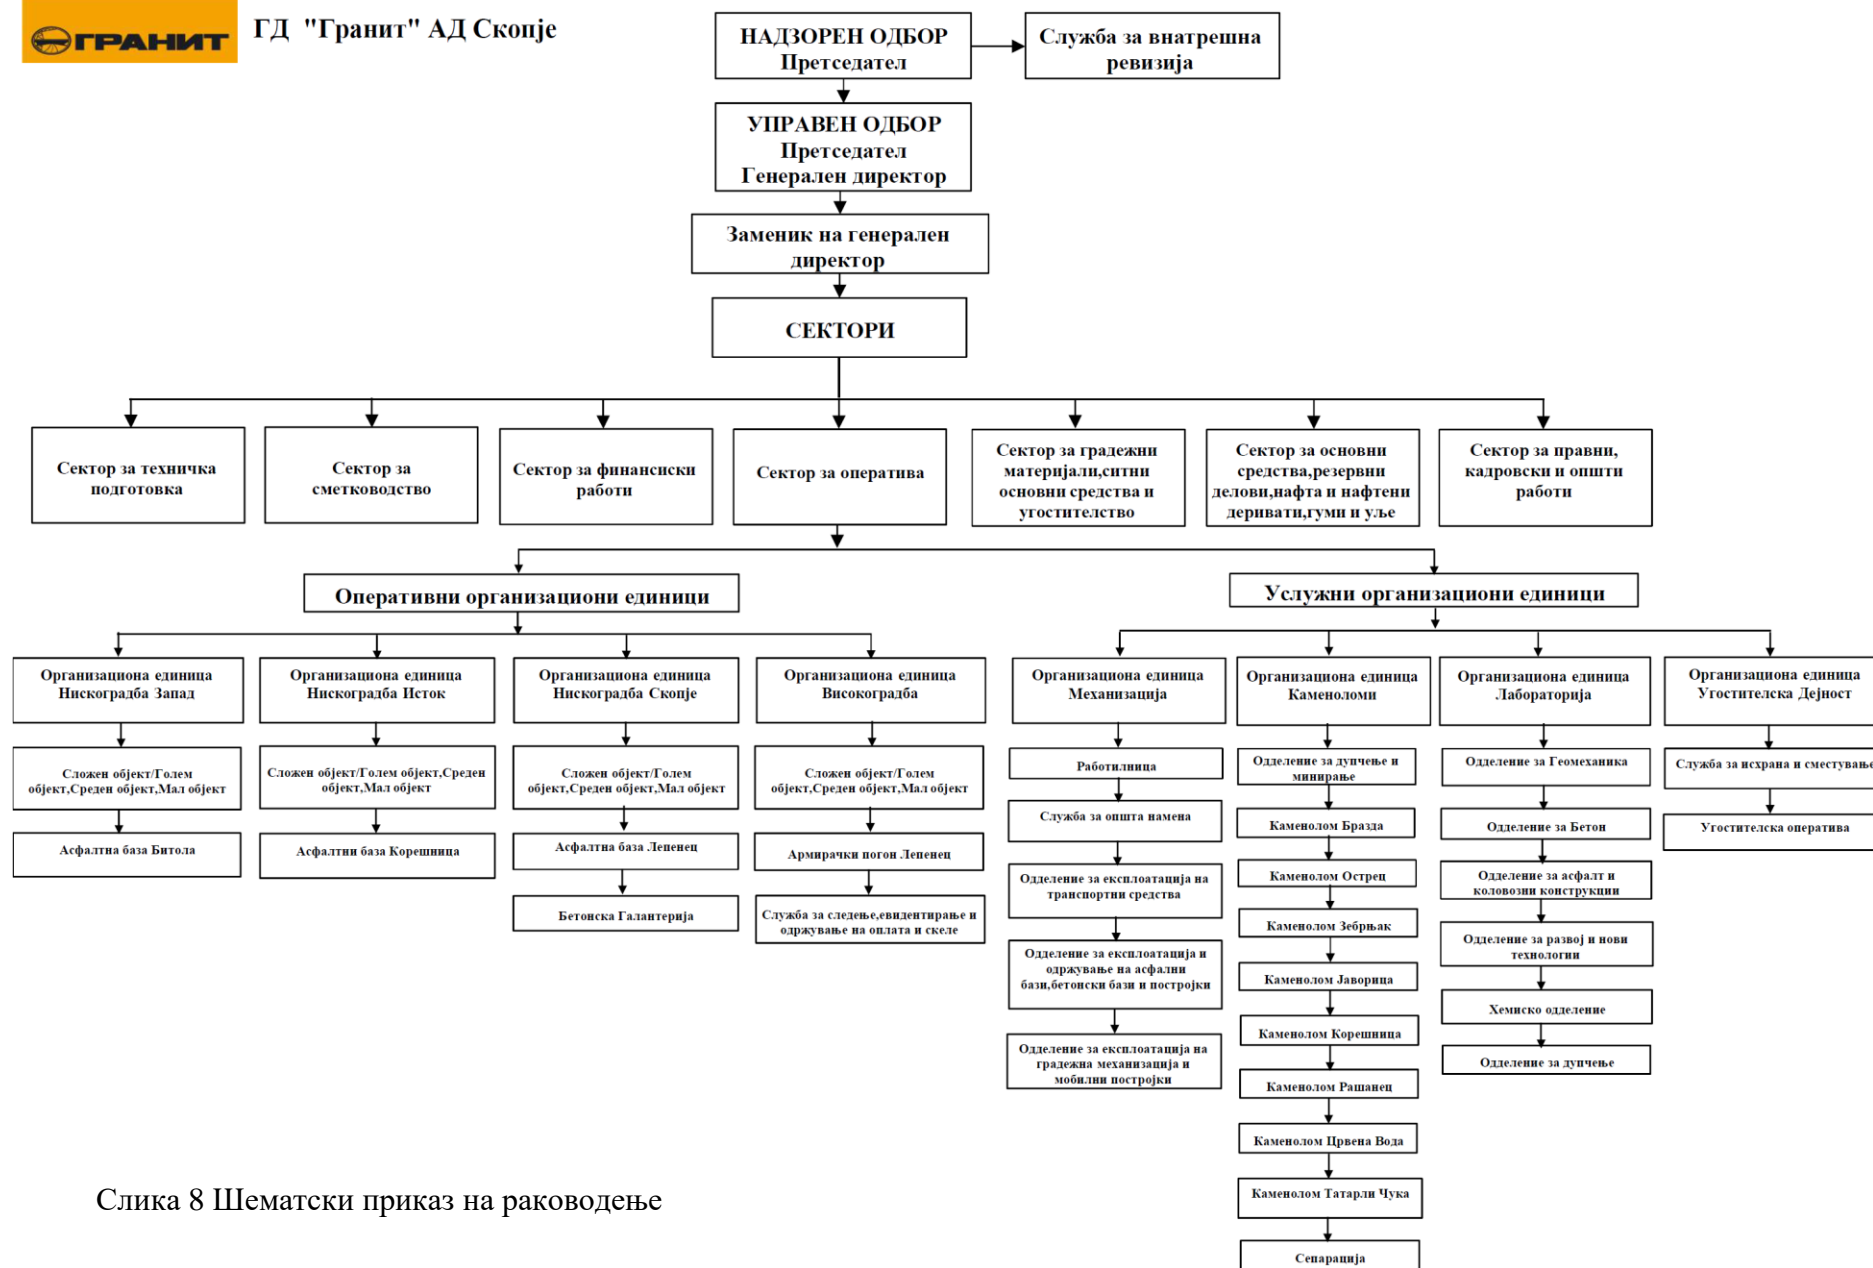 ГРАНИТ
ГД "Гранит" АД Скопје
НАДЗОРЕН ОДБОР
Претседател
Служба за внатрешна
ревизија
УПРАВЕН ОДБОР
Претседател
Генерален директор
Заменик на генерален
директор
СЕКТОРИ
Сектор за техничка
подготовка
Сектор за
сметководство
Сектор за финансиски
работи
Сектор за оператива
Сектор за градежни
материјали,ситни
основни средства и
угостителство
Сектор за основни
средства,резервни
делови,нафта и нафтени
деривати,гуми и уље
Сектор за правни,
кадровски и општи
работи
Оперативни организациони единици
Услужни организациони единици
Организациона единица
Нискоградба Запад
Организациона единица
Нискоградба Исток
Организациона единица
Нискоградба Скопје
Организациона единица
Високоградба
Организациона единица
Механизација
Организациона единица
Каменоломи
Организациона единица
Лабораторија
Организациона единица
Угостителска Дејност
Сложен објект/Голем
објект,Среден објект,Мал објект
Сложен објект/Голем објект,Среден
објект,Мал објект
Сложен објект/Голем
објект,Среден објект,Мал објект
Сложен објект/Голем
објект,Среден објект,Мал објект
Асфалтна база Битола
Асфалтни база Корешница
Асфалтна база Лепенец
Армирачки погон Лепенец
Бетонска Галантерија
Служба за следење,евидентирање и
одржување на оплата и скеле
Работилница
Служба за општа намена
Одделение за експлоатација на
транспортни средства
Одделение за експлоатација и
одржување на асфални
бази,бетонски бази и постројки
Одделение за експлоатација на
градежна механизација и
мобилни постројки
Одделение за дупчење и
минирање
Каменолом Бразда
Каменолом Острец
Каменолом Зебрњак
Каменолом Јаворица
Каменолом Корешница
Каменолом Рашанец
Каменолом Црвена Вода
Каменолом Татарли Чука
Сепарација
Одделение за Геомеханика
Одделение за Бетон
Одделение за асфалт и
коловозни конструкции
Одделение за развој и нови
технологии
Хемиско одделение
Одделение за дупчење
Служба за исхрана и сместување
Угостителска оператива
Слика 8 Шематски приказ на раководење